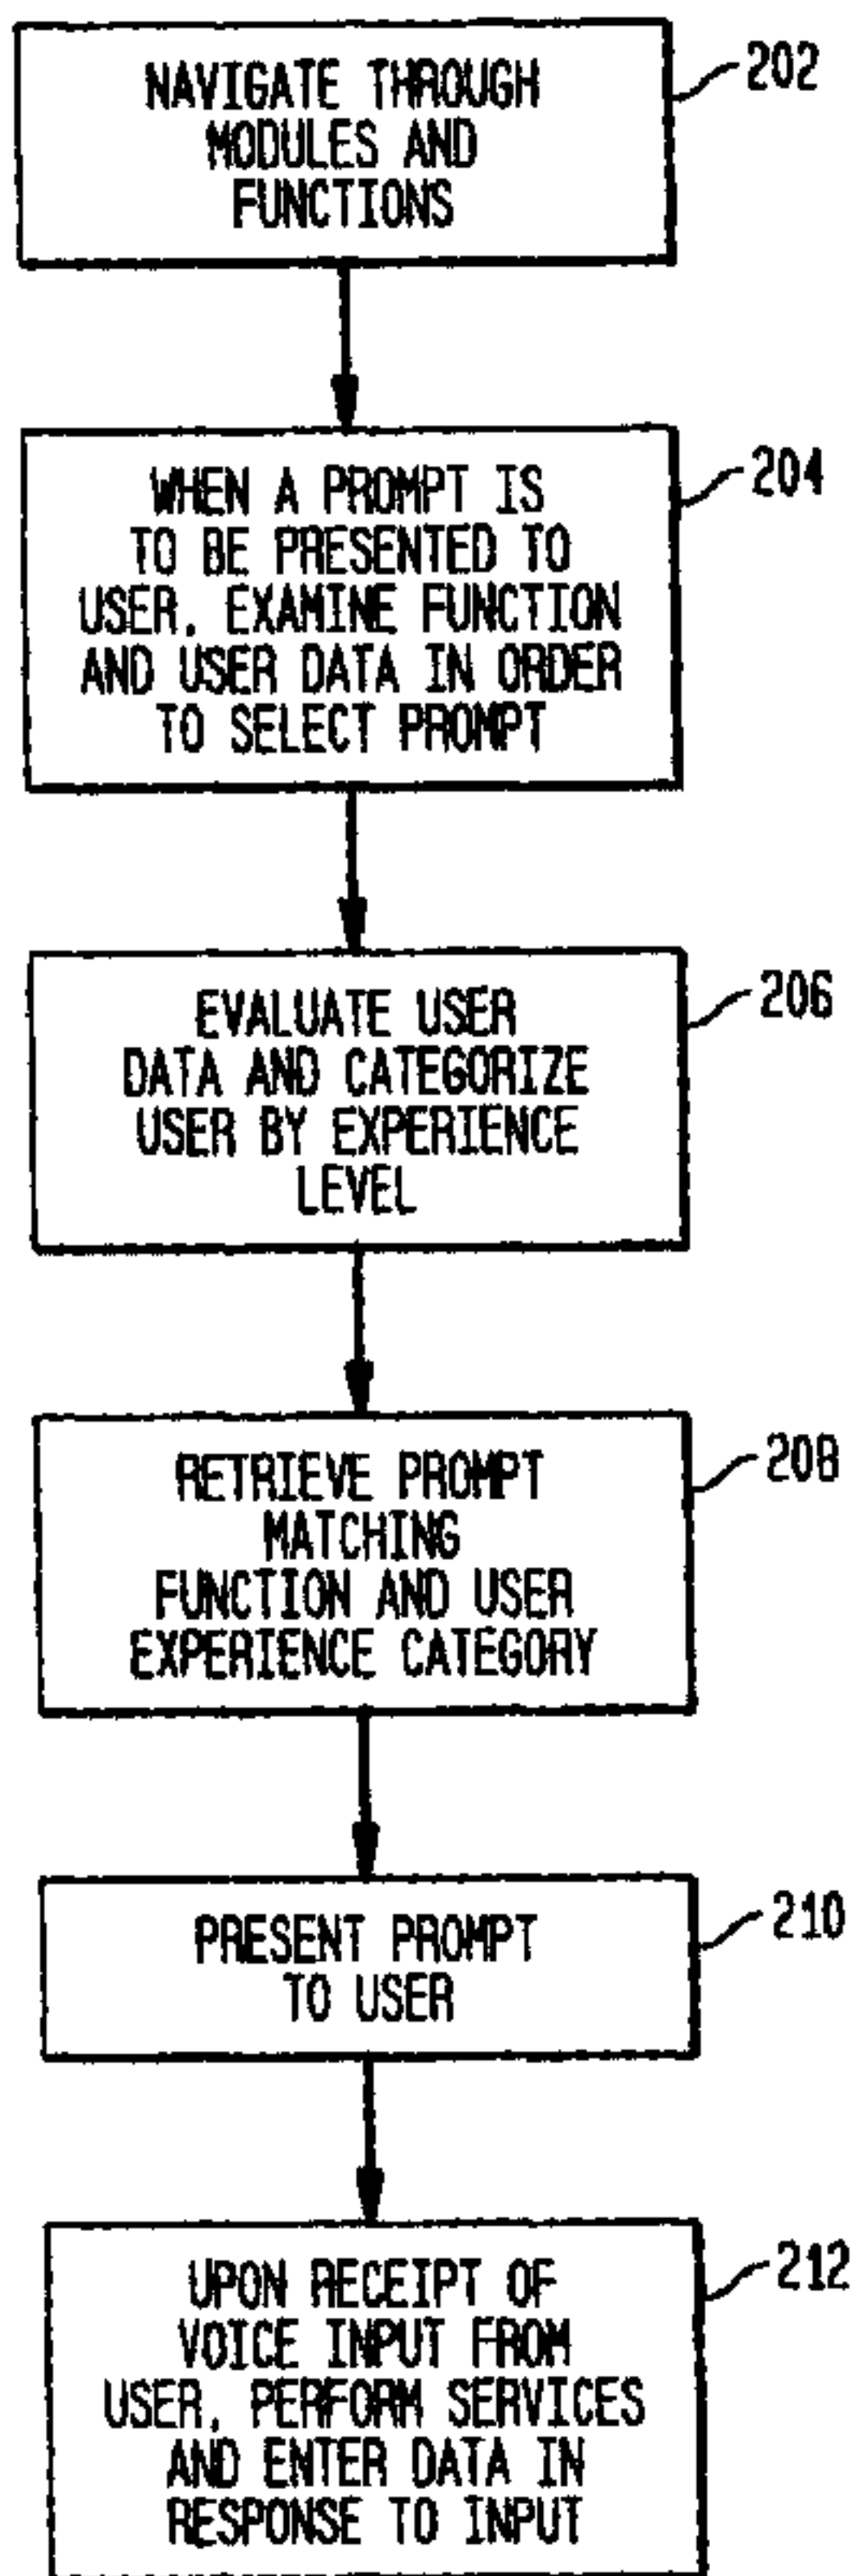 NAVIGATE THROUGH
MODULES AND
FUNCTIONS
202
WHEN A PROMPT IS
TO BE PRESENTED TO
USER, EXAMINE FUNCTION
AND USER DATA IN ORDER
TO SELECT PROMPT
204
EVALUATE USER
DATA AND CATEGORIZE
USER BY EXPERIENCE
LEVEL
206
RETRIEVE PROMPT
MATCHING
FUNCTION AND USER
EXPERIENCE CATEGORY
208
PRESENT PROMPT
TO USER
210
UPON RECEIPT OF
VOICE INPUT FROM
USER, PERFORM SERVICES
AND ENTER DATA IN
RESPONSE TO INPUT
212